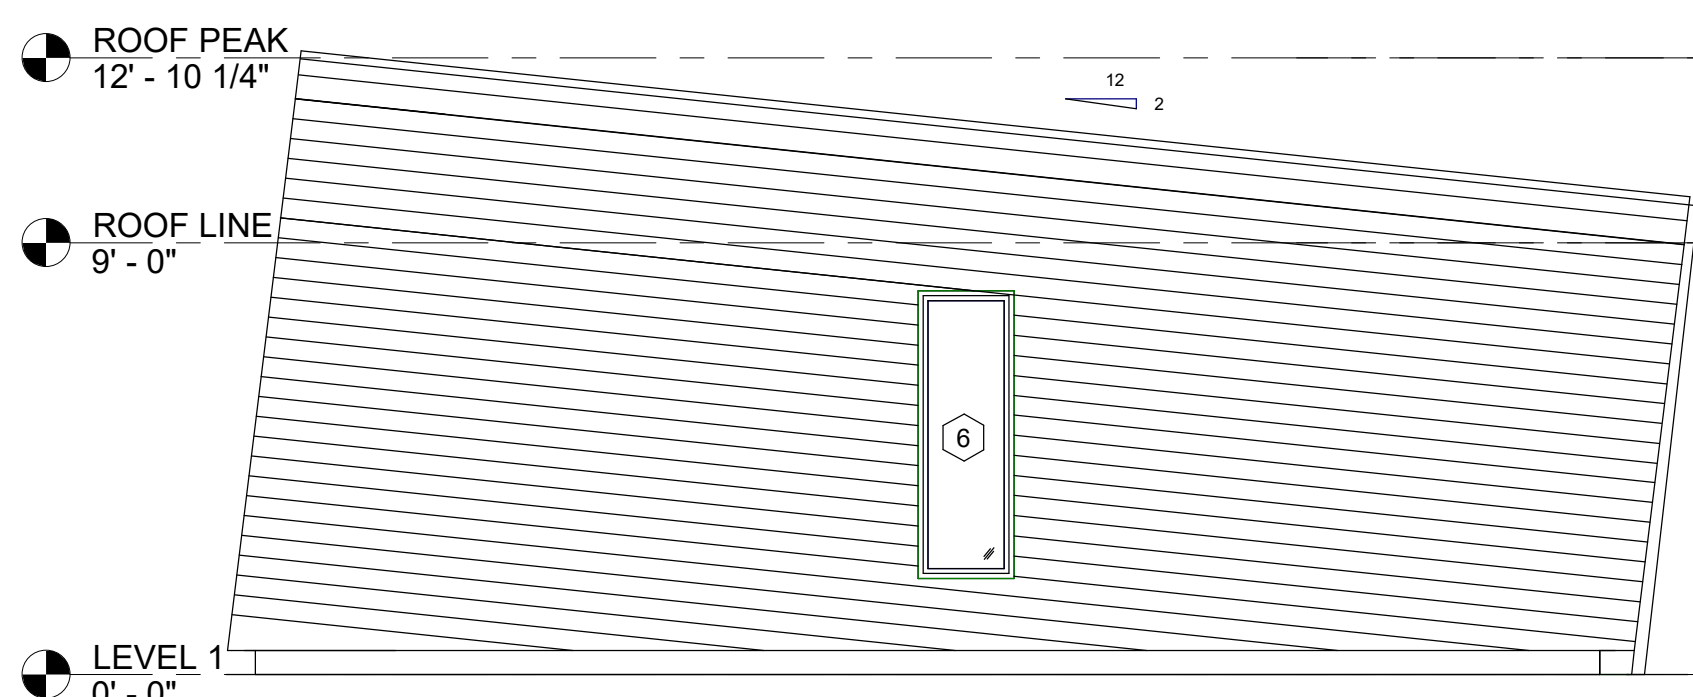 ROOF PEAK
12' - 10 1/4"
12
2
ROOF LINE
9' - 0"
6
LEVEL 1
0' - 0"